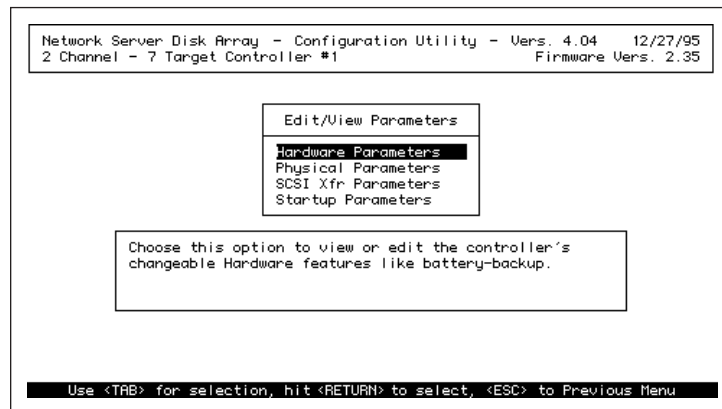 Network Server Disk Array - Configuration Utility - Vers. 4.04 12/27/95
2 Channel - 7 Target Controller #1 Firmware Vers. 2.35
Edit/View Parameters
Hardware Parameters
Physical Parameters
SCSI Xfr Parameters
Startup Parameters
Choose this option to view or edit the controller's
changeable Hardware features like battery-backup.
Use <TAB> for selection, hit <RETURN> to select, <ESC> to Previous Menu